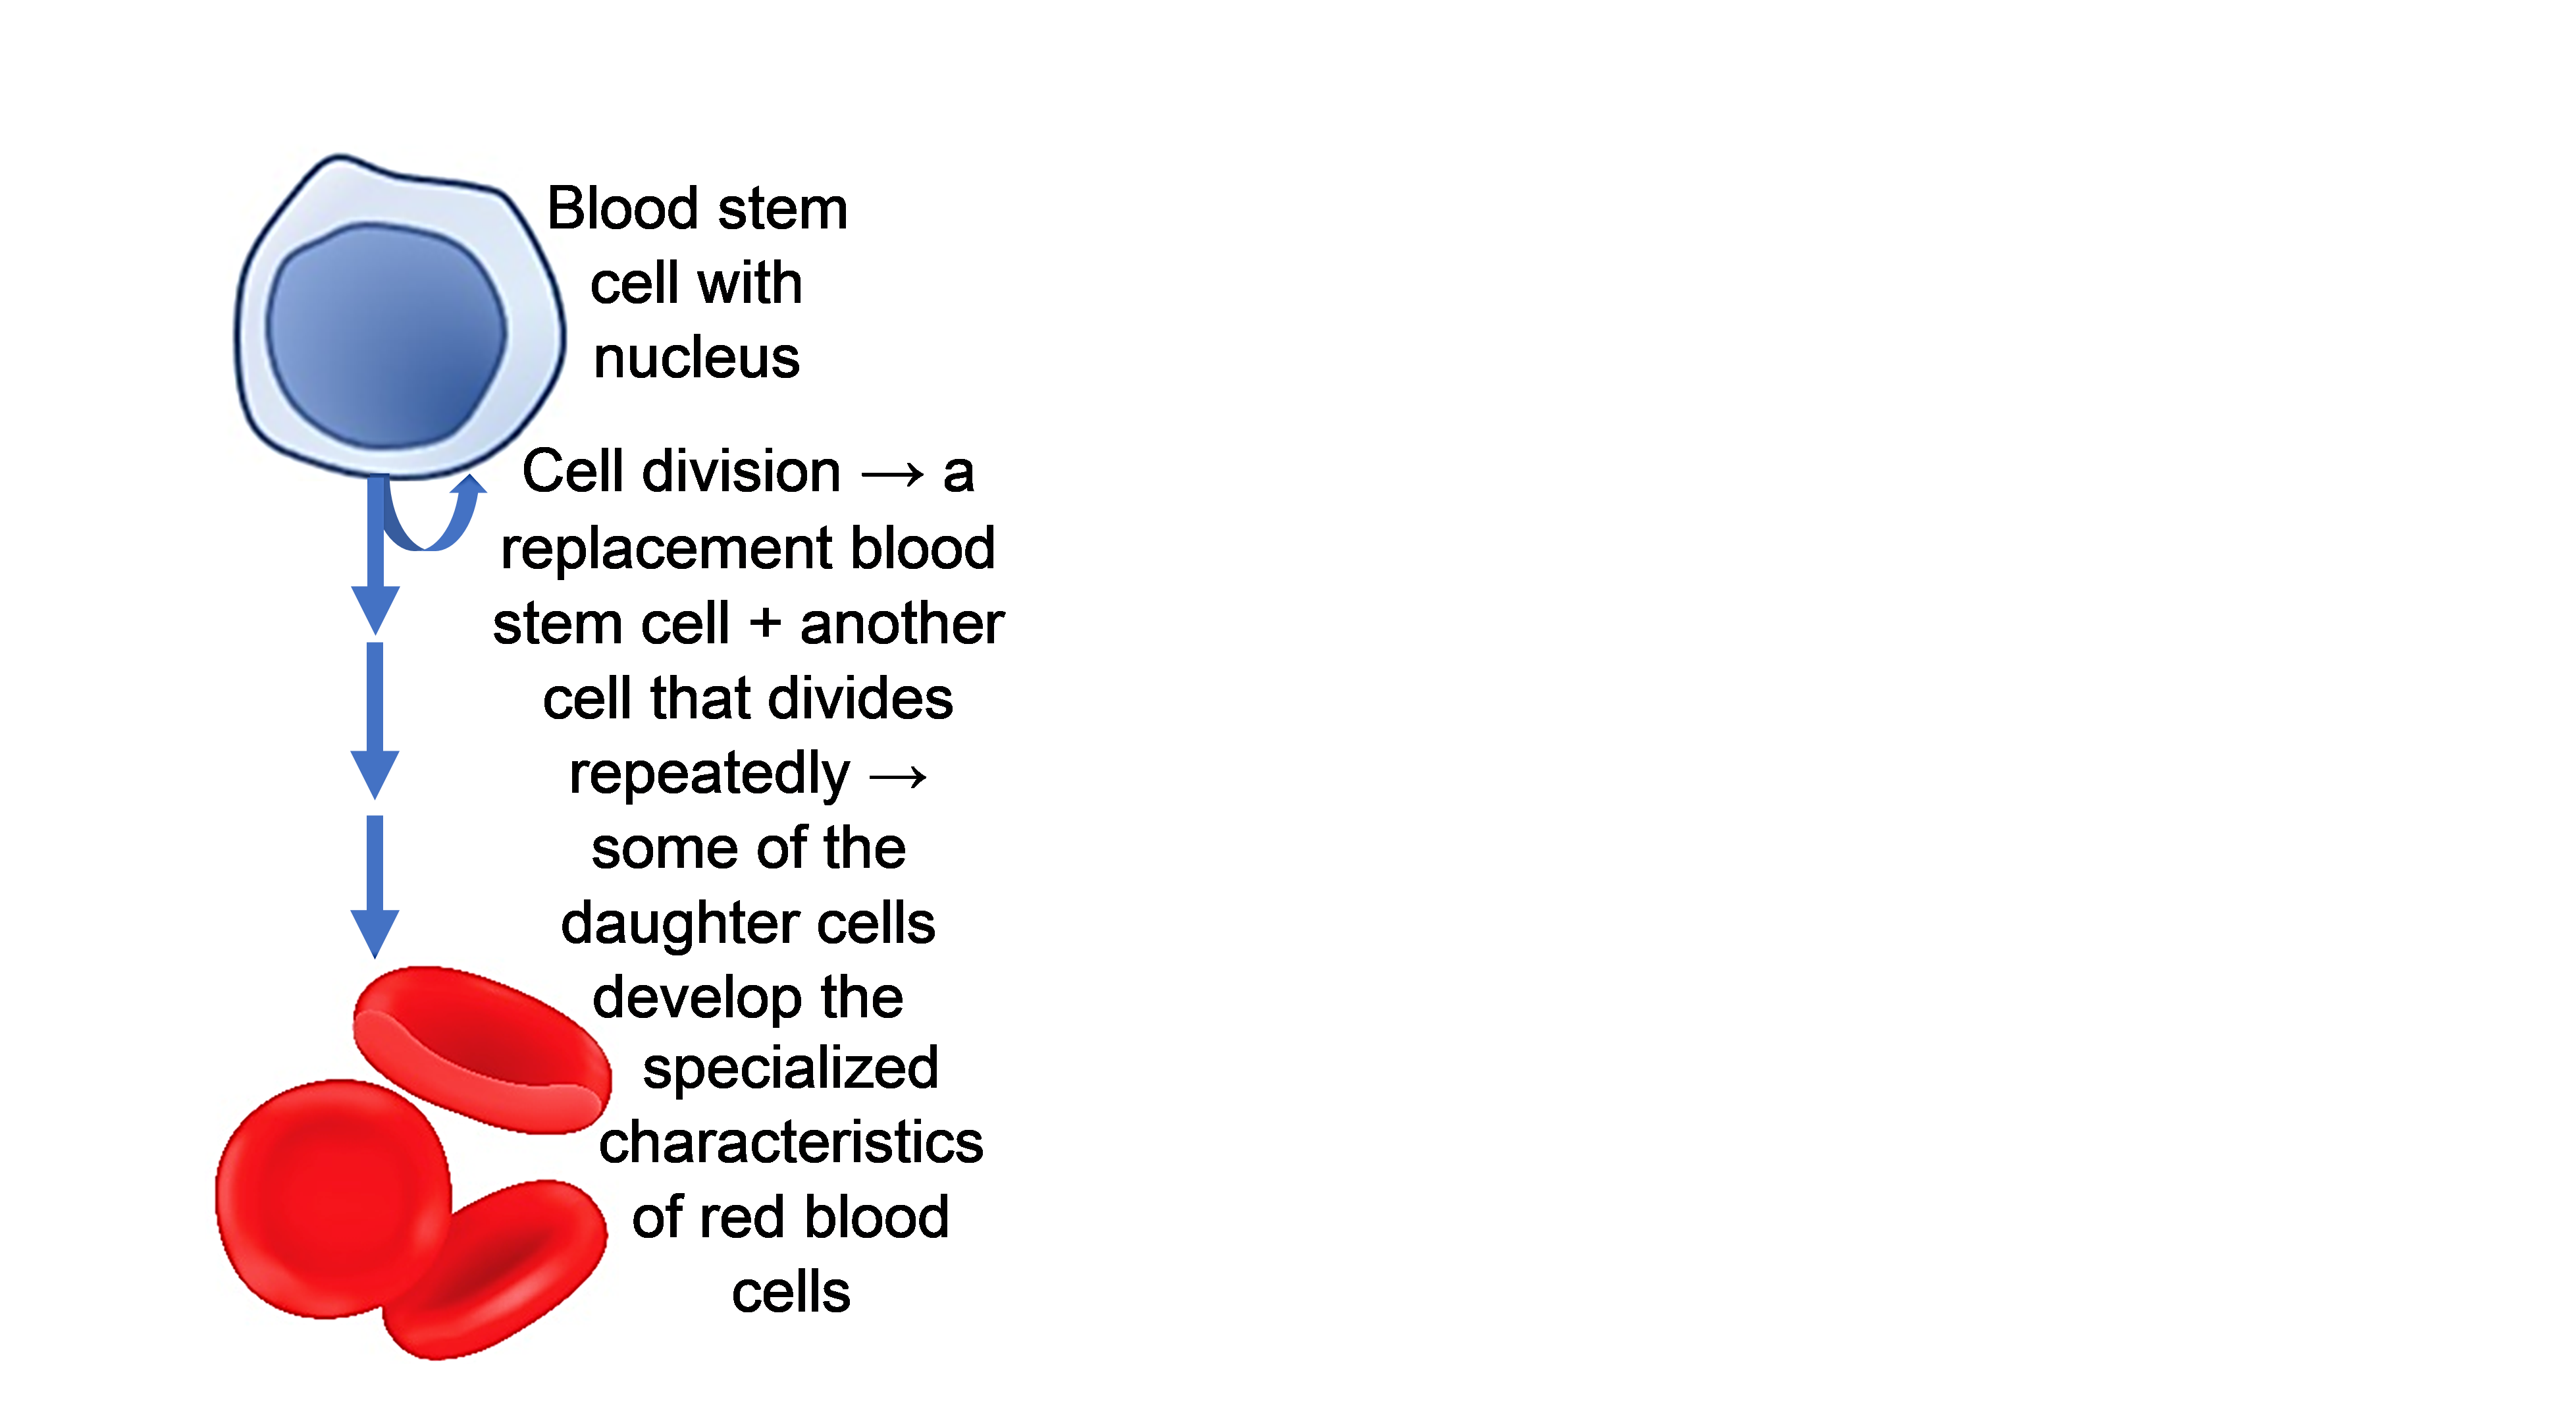 Blood stem
cell with
nucleus
Cell division → a
replacement blood
stem cell + another
cell that divides
repeatedly →
some of the
daughter cells
develop the
specialized
characteristics
of red blood
cells